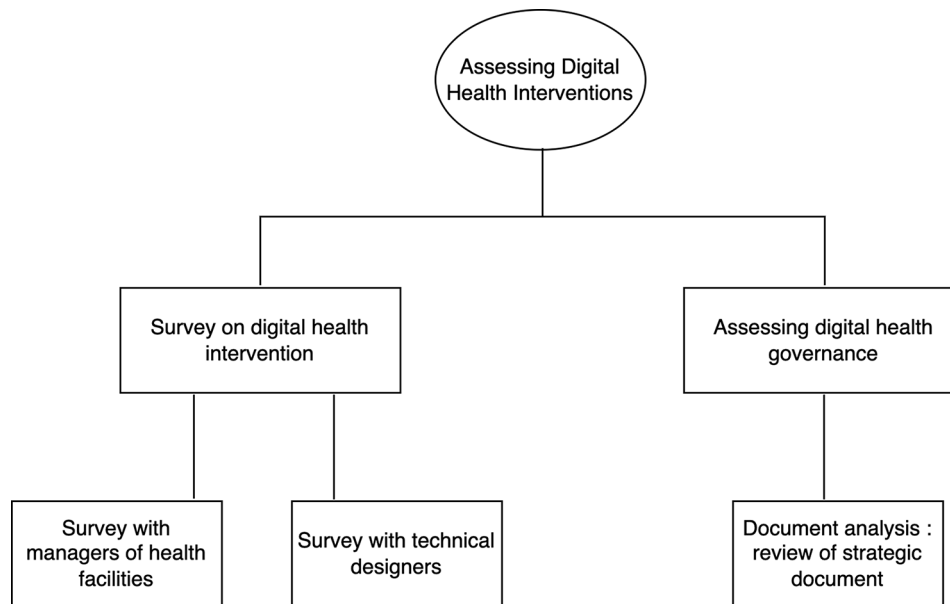 Assessing Digital
Health Interventions
Survey on digital health
intervention
Assessing digital health
governance
Survey with
managers of health
facilities
Survey with technical
designers
Document analysis :
review of strategic
document